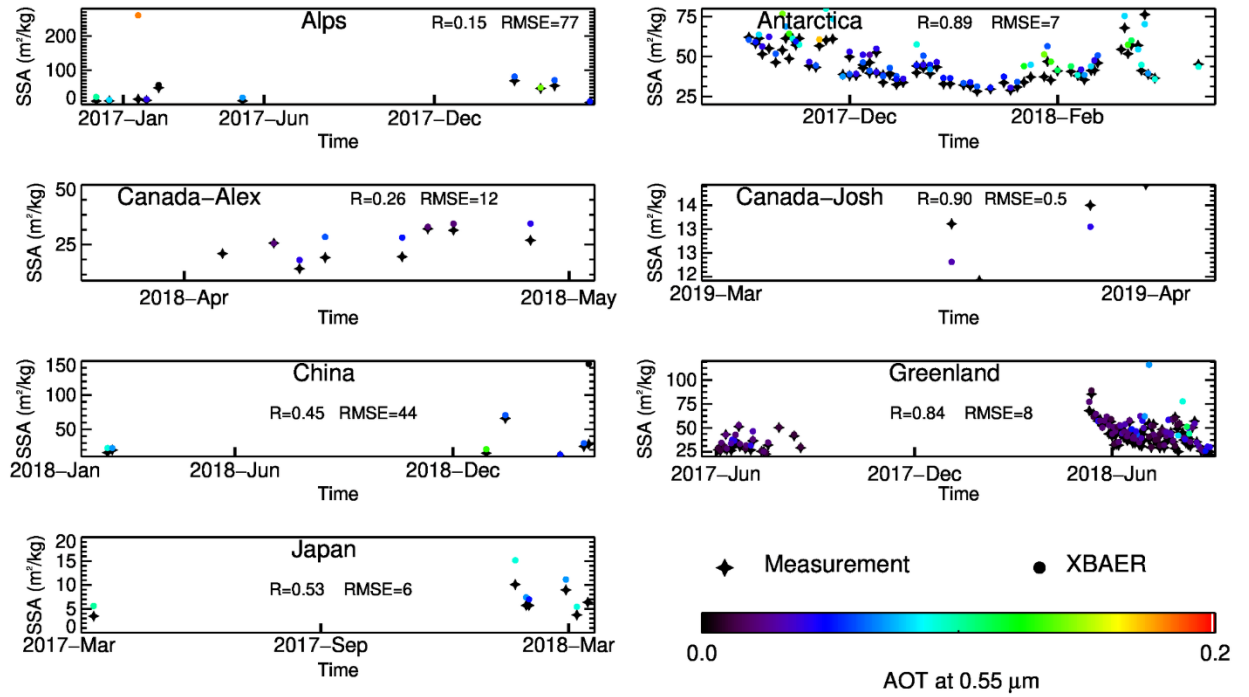 Alps
R=0.15 RMSE=77
SSA (m²/kg)
200
100
0
2017–Jan 2017–Jun 2017–Dec
Time
Antarctica
R=0.89 RMSE=7
SSA (m²/kg)
75
50
25
2017–Dec 2018–Feb
Time
Canada–Alex
R=0.26 RMSE=12
SSA (m²/kg)
50
25
2018–Apr 2018–May
Time
Canada–Josh
R=0.90 RMSE=0.5
SSA (m²/kg)
14
13
12
12
2019–Mar 2019–Apr
Time
China
R=0.45 RMSE=44
SSA (m²/kg)
150
100
50
2018–Jan 2018–Jun 2018–Dec
Time
Greenland
R=0.84 RMSE=8
SSA (m²/kg)
100
75
50
25
2017–Jun 2017–Dec 2018–Jun
Time
Japan
R=0.53 RMSE=6
SSA (m²/kg)
20
15
10
5
0
2017–Mar 2017–Sep 2018–Mar
Time
Measurement XBAER
0.0 0.2
AOT at 0.55 μm